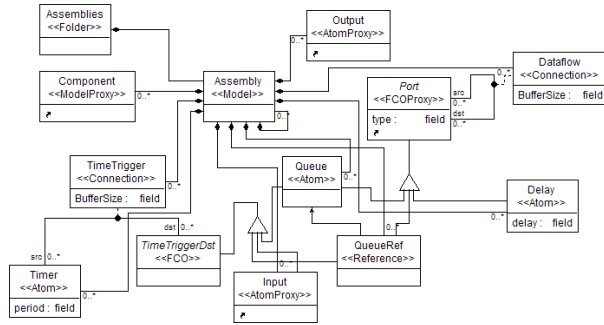 Assemblies
<<Folder>>
Output
<<AtomProxy>>
0..*
Dataflow
<<Connection>>
BufferSize : field
0..*
Component
<<ModelProxy>>
0..*
Assembly
<<Model>>
0..*
Port
<<FCOProxy>>
type : field
src
0..*
dst
0..*
TimeTrigger
<<Connection>>
BufferSize : field
0..*
Queue
<<Atom>>
0..*
Delay
<<Atom>>
delay : field
0..*
src
0..*
dst
0..*
TimeTriggerDst
<<FCO>>
QueueRef
<<Reference>>
0..*
Timer
<<Atom>>
period : field
0..*
Input
<<AtomProxy>>
0..*